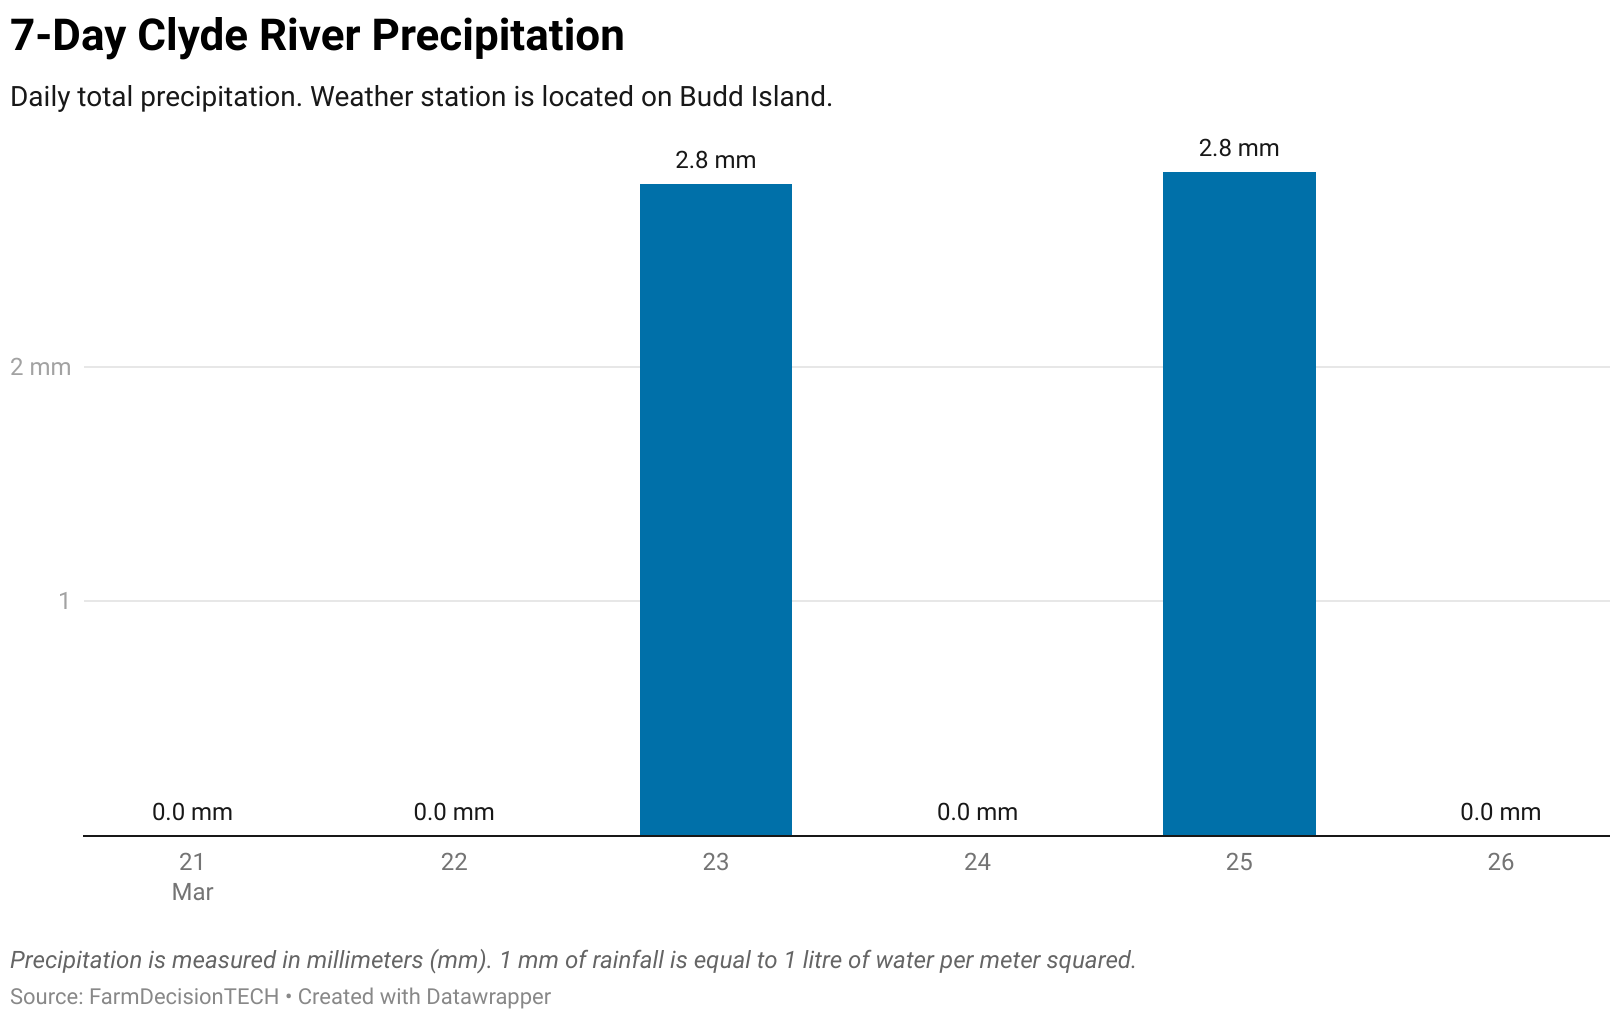 7-Day Clyde River Precipitation
Daily total precipitation. Weather station is located on Budd Island.
2.8 mm
2.8 mm
2 mm
1
0.0 mm
0.0 mm
0.0 mm
0.0 mm
21
22
23
24
25
26
Mar
Precipitation is measured in millimeters (mm). 1 mm of rainfall is equal to 1 litre of water per meter squared.
Source: FarmDecisionTECH • Created with Datawrapper